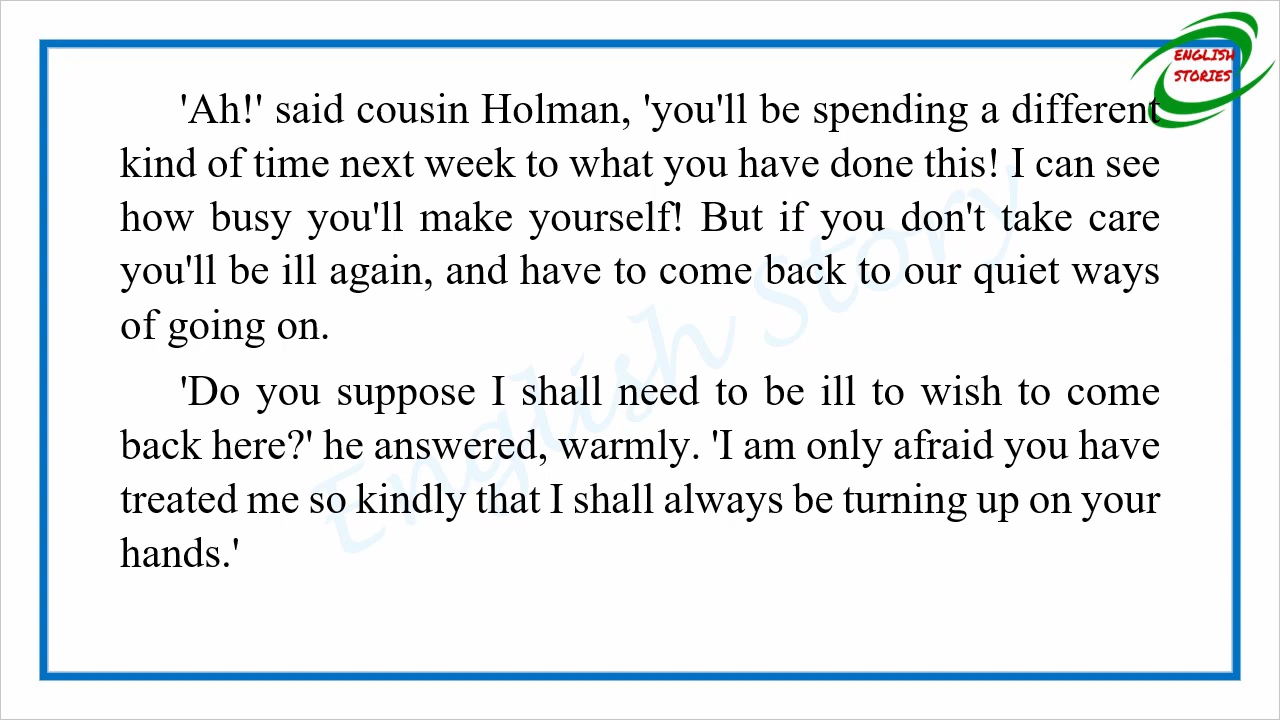 ENGLISH
STORIES
'Ah!' said cousin Holman, 'you'll be spending a different
kind of time next week to what you have done this! I can see
how busy you'll make yourself! But if you don't take care
you'll be ill again, and have to come back to our quiet ways
of going on.
'Do you suppose I shall need to be ill to wish to come
back here?' he answered, warmly. 'I am only afraid you have
treated me so kindly that I shall always be turning up on your
hands.'
English Story